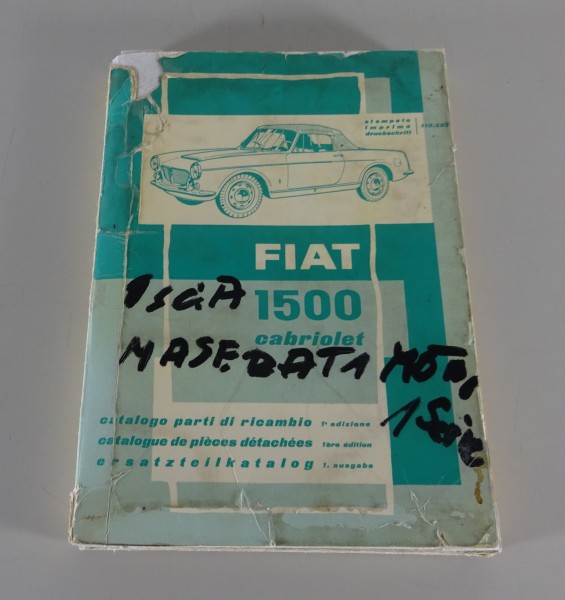 stampato
imprimé
druckschrift
FIAT
1500
cabriolet
MASERATI
catalogo parti di ricambio 1ª edizione
catalogue de pièces détachées 1ère édition
ersatzteilkatalog 1. ausgabe